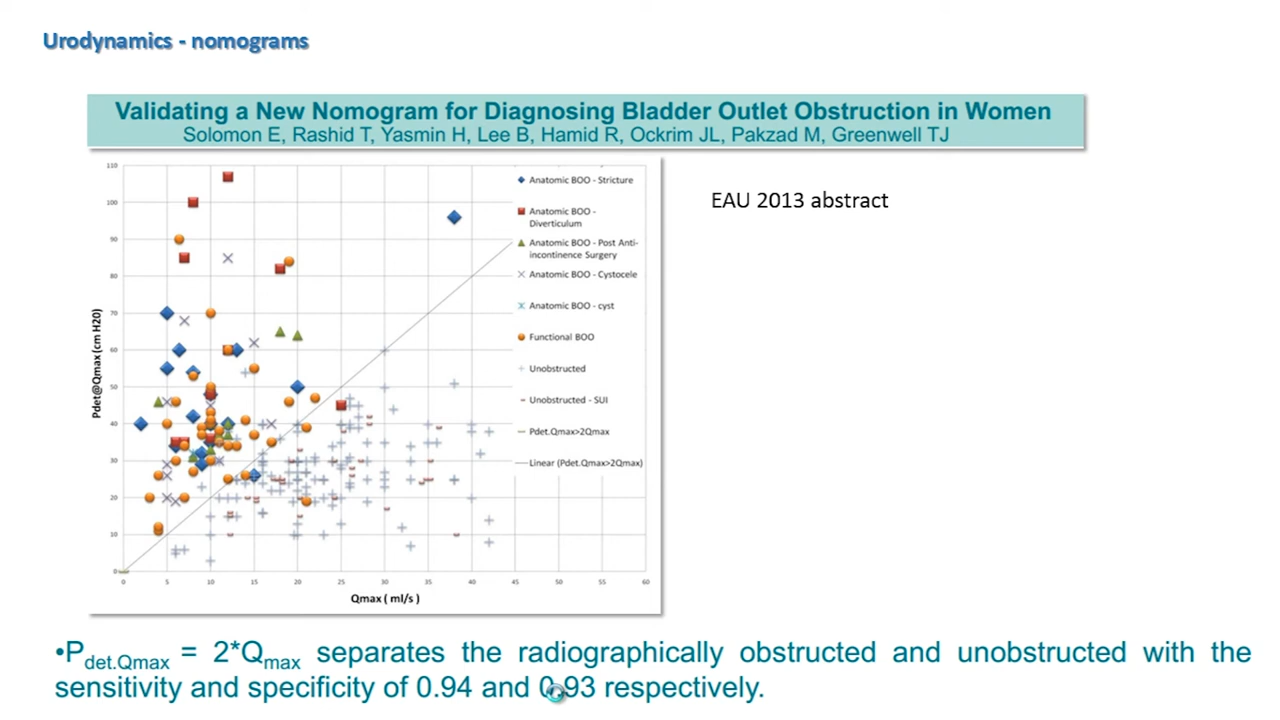 Urodynamics - nomograms
Validating a New Nomogram for Diagnosing Bladder Outlet Obstruction in Women
Solomon E, Rashid T, Yasmin H, Lee B, Hamid R, Ockrim JL, Pakzad M, Greenwell TJ
EAU 2013 abstract
Pdet@Qmax(cm H20)
110
100
90
80
70
60
50
40
30
20
10
0
0 5 10 15 20 25 30 35 40 45 50 55 60
Qmax ( ml/s )
Anatomic BOO - Stricture
Anatomic BOO -
Diverticulum
Anatomic BOO - Post Anti-
incontinence Surgery
Anatomic BOO - Cystocele
Anatomic BOO - cyst
Functional BOO
Unobstructed
Unobstructed - SUI
Pdet.Qmax>2Qmax
Linear (Pdet.Qmax>2Qmax)
•Pdet.Qmax = 2*Qmax separates the radiographically obstructed and unobstructed with the
sensitivity and specificity of 0.94 and 0.93 respectively.